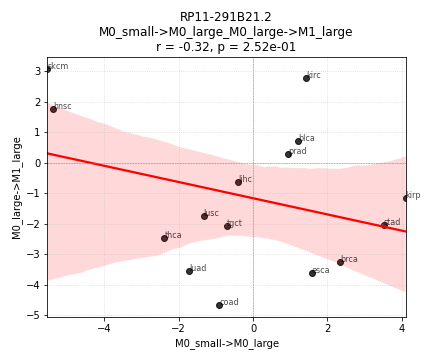 RP11-291B21.2
M0_small->M0_large_M0_large->M1_large
r = -0.32, p = 2.52e-01
M0_large->M1_large
3
2
1
0
−1
−2
−3
−4
−5
skcm
hnsc
kirc
blca
prad
lihc
kirp
lusc
tgct
stad
thca
luad
brca
esca
coad
−4
−2
0
2
4
M0_small->M0_large